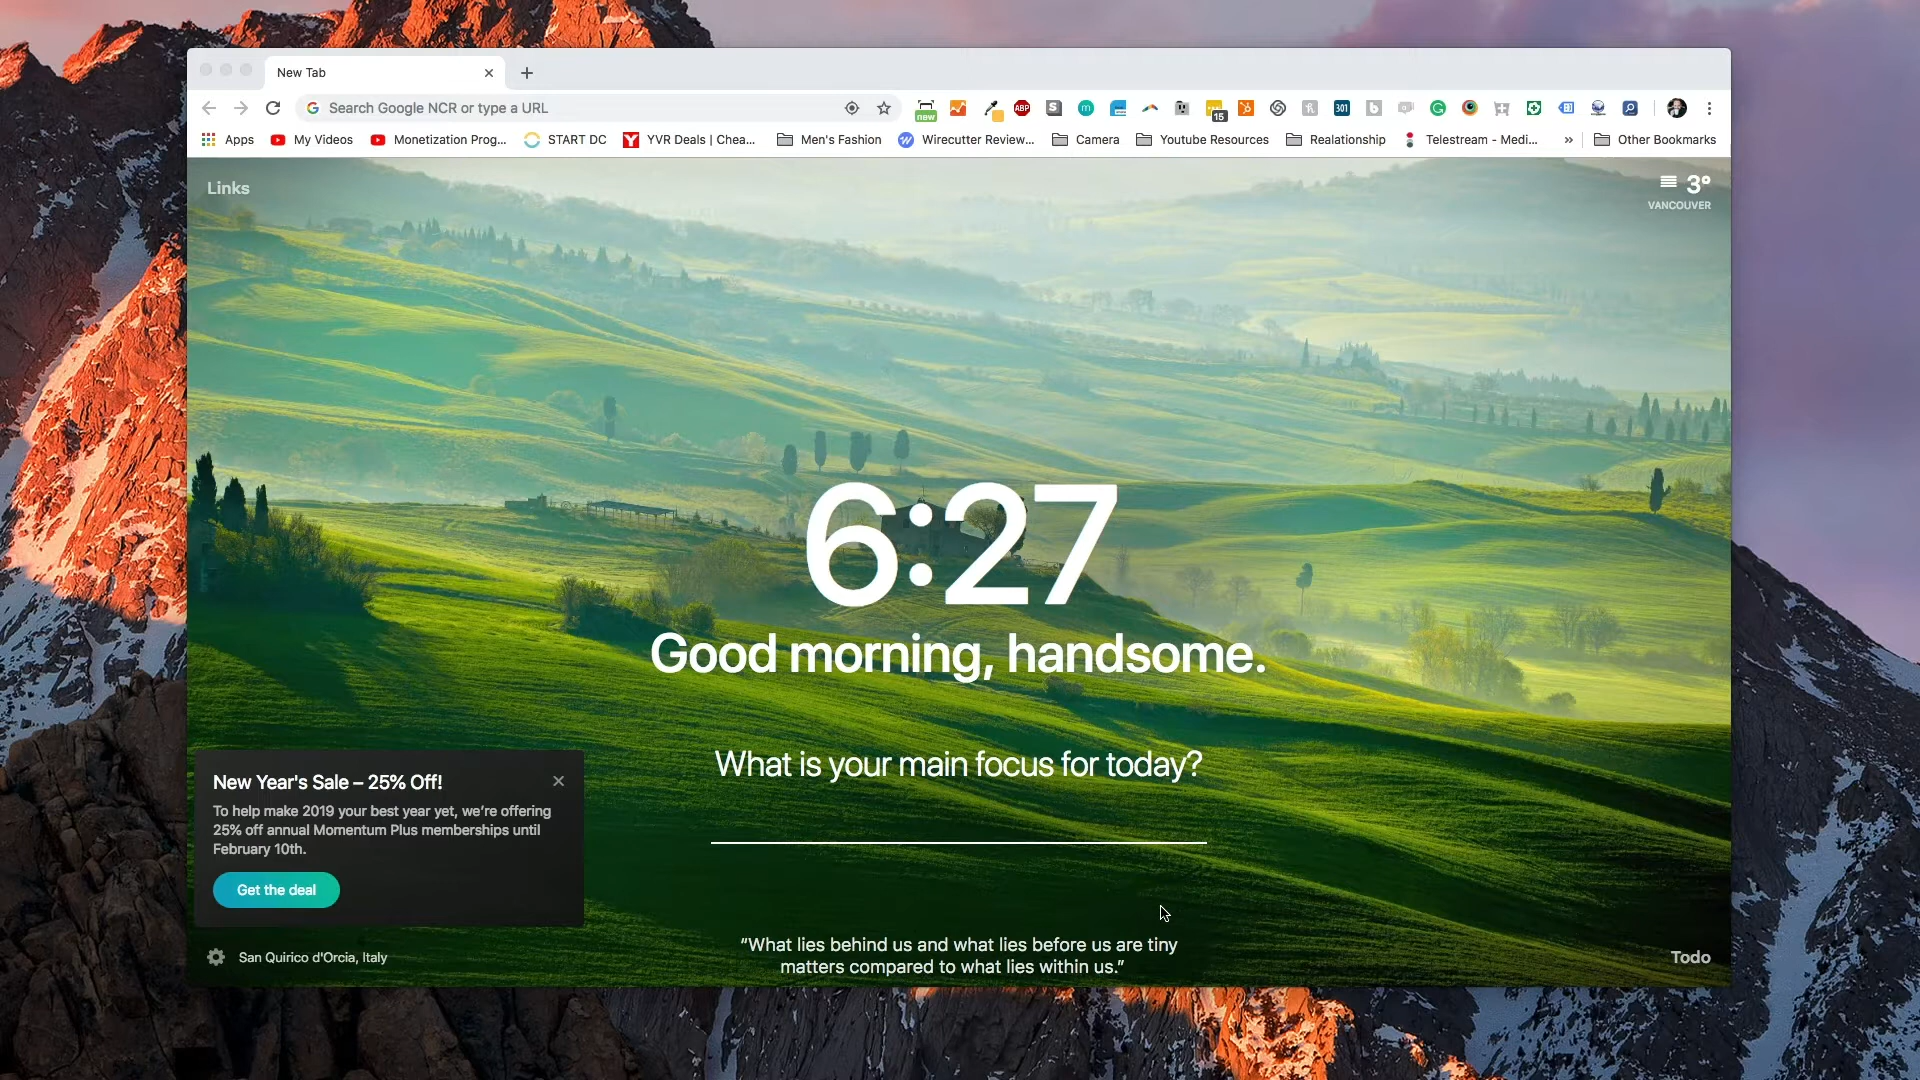 New Tab
Search Google NCR or type a URL
new
ABP
S
m
15
301
b
G
Apps
My Videos
Monetization Prog...
START DC
YVR Deals | Chea...
Men's Fashion
Wirecutter Review...
Camera
Youtube Resources
Realationship
Telestream - Medi...
»
Other Bookmarks
Links
3°
VANCOUVER
6:27
Good morning, handsome.
What is your main focus for today?
New Year's Sale – 25% Off!
To help make 2019 your best year yet, we're offering
25% off annual Momentum Plus memberships until
February 10th.
Get the deal
San Quirico d'Orcia, Italy
"What lies behind us and what lies before us are tiny
matters compared to what lies within us."
Todo